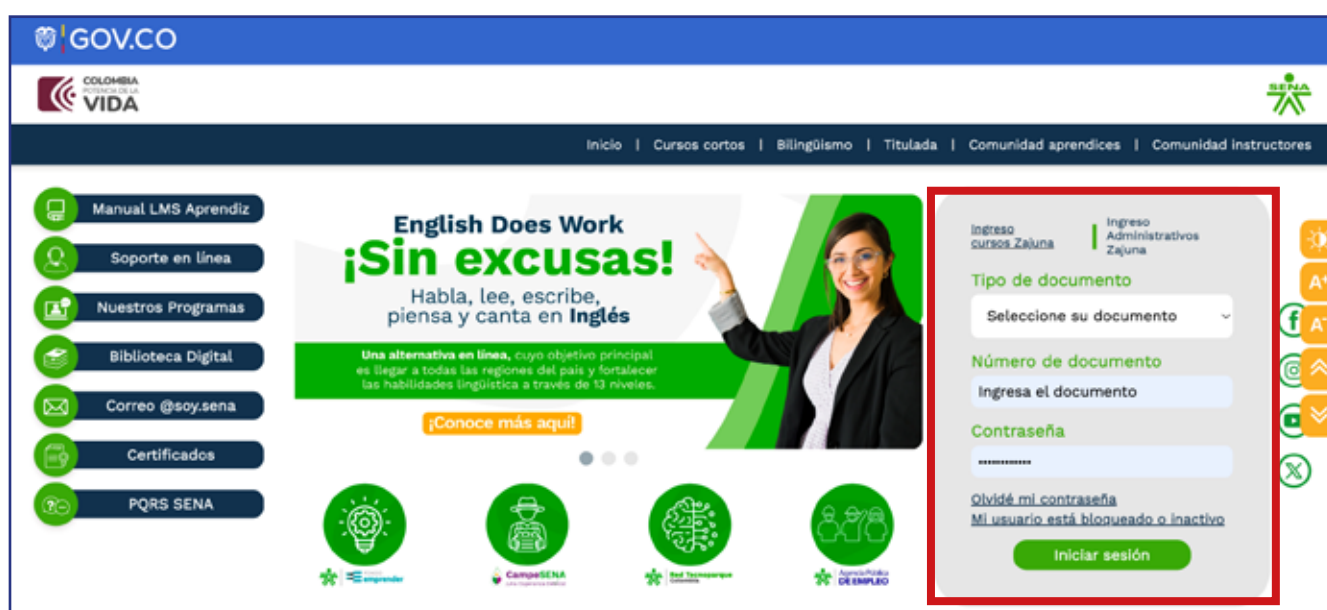 GOV.CO
COLOMBIA
POTENCIA DE LA
VIDA
SENA
Inicio | Cursos cortos | Bilingüismo | Titulada | Comunidad aprendices | Comunidad instructores
Manual LMS Aprendiz
Soporte en línea
Nuestros Programas
Biblioteca Digital
Correo @soy.sena
Certificados
PQRS SENA
English Does Work
¡Sin excusas!
Habla, lee, escribe,
piensa y canta en Inglés
Una alternativa en línea, cuyo objetivo principal
es llegar a todas las regiones del país y fortalecer
las habilidades lingüística a través de 13 niveles.
¡Conoce más aquí!
emprender
CampeSENA
Red Tecnoparque
Colombia
Agencia Pública
DE EMPLEO
Ingreso
cursos Zajuna
Ingreso
Administrativos
Zajuna
Tipo de documento
Seleccione su documento
Número de documento
Ingresa el documento
Contraseña
Olvidé mi contraseña
Mi usuario está bloqueado o inactivo
Iniciar sesión
A+
A-